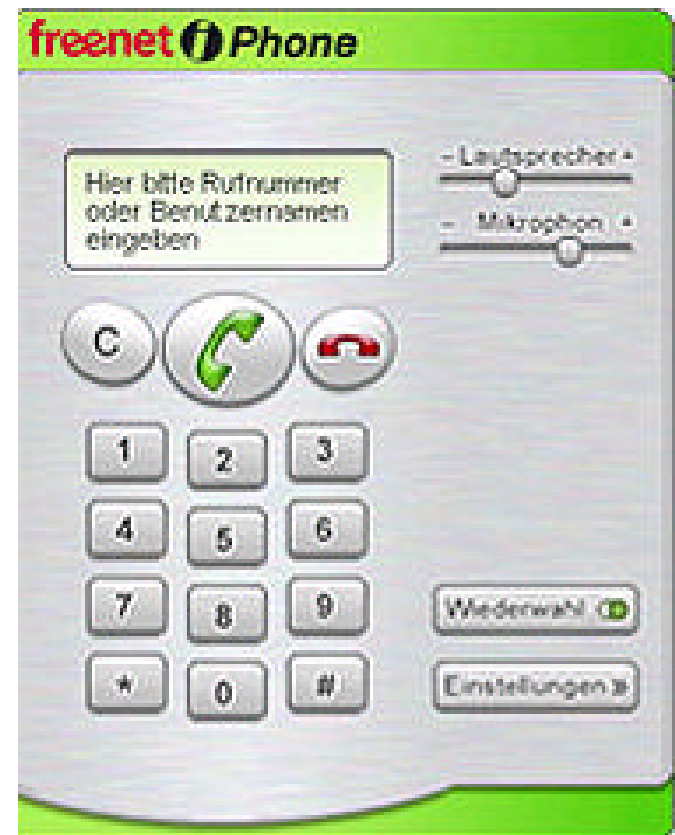 freenet iPhone
Hier bitte Rufnummer
oder Benutzernamen
eingeben
- Lautsprecher +
- Mikrophon +
C
1 2 3
4 5 6
7 8 9
* 0 #
Wiederwahl
Einstellungen »